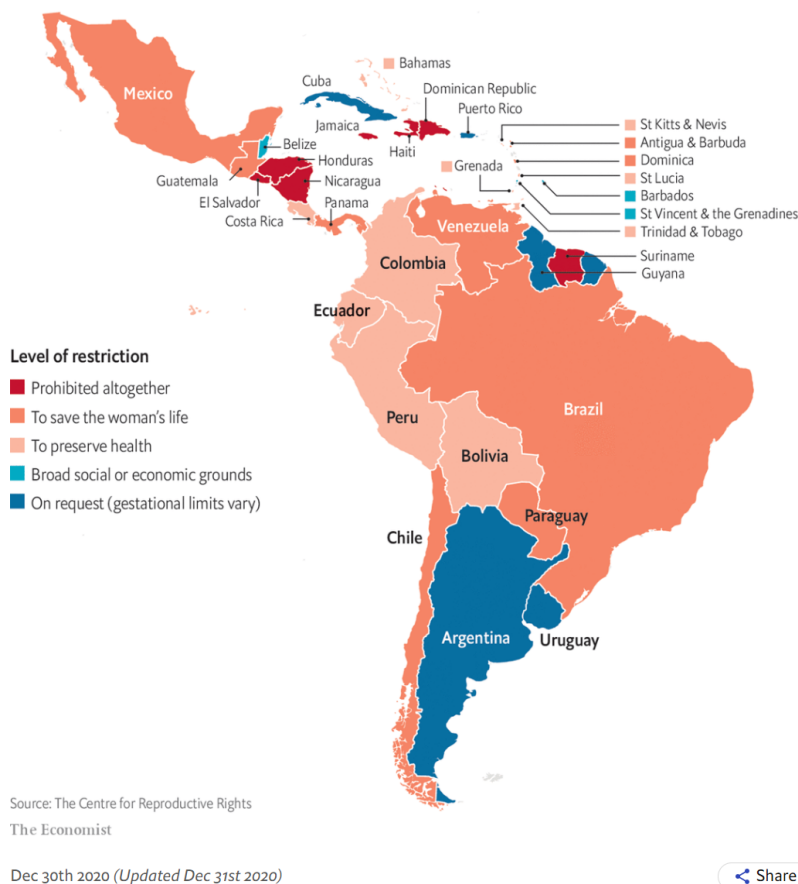 Bahamas
Cuba
Dominican Republic
Mexico
Puerto Rico
Jamaica
St Kitts & Nevis
Belize
Antigua & Barbuda
Haiti
Honduras
Dominica
Grenada
St Lucia
Guatemala
Nicaragua
Barbados
El Salvador
Panama
St Vincent & the Grenadines
Costa Rica
Venezuela
Trinidad & Tobago
Suriname
Colombia
Guyana
Ecuador
Level of restriction
Prohibited altogether
To save the woman's life
To preserve health
Broad social or economic grounds
On request (gestational limits vary)
Brazil
Peru
Bolivia
Paraguay
Chile
Argentina
Uruguay
Source: The Centre for Reproductive Rights
The Economist
Dec 30th 2020 (Updated Dec 31st 2020)
Share